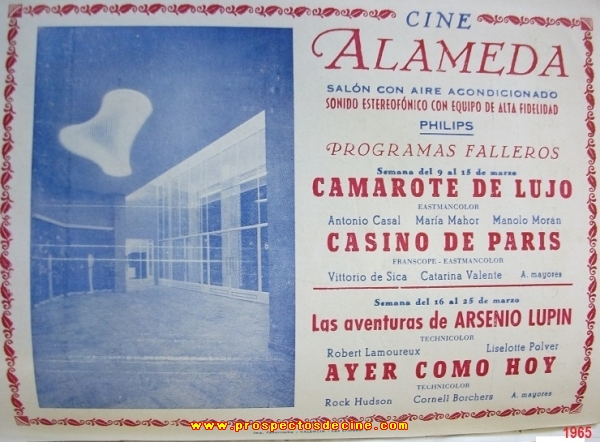 CINE
ALAMEDA
SALÓN CON AIRE ACONDICIONADO
SONIDO ESTEREOFÓNICO CON EQUIPO DE ALTA FIDELIDAD
PHILIPS
PROGRAMAS FALLEROS
Semana del 9 al 15 de marzo
CAMAROTE DE LUJO
EASTMANCOLOR
Antonio Casal María Mahor Manolo Morán
CASINO DE PARIS
FRANSCOPE - EASTMANCOLOR
Vittorio de Sica Catarina Valente A. mayores
Semana del 16 al 25 de marzo
Las aventuras de ARSENIO LUPIN
TECHNICOLOR
Robert Lamoureux Liselotte Polver
AYER COMO HOY
TECHNICOLOR
Rock Hudson Cornell Borchers A. mayores
www.prospectosdecine.com
1965